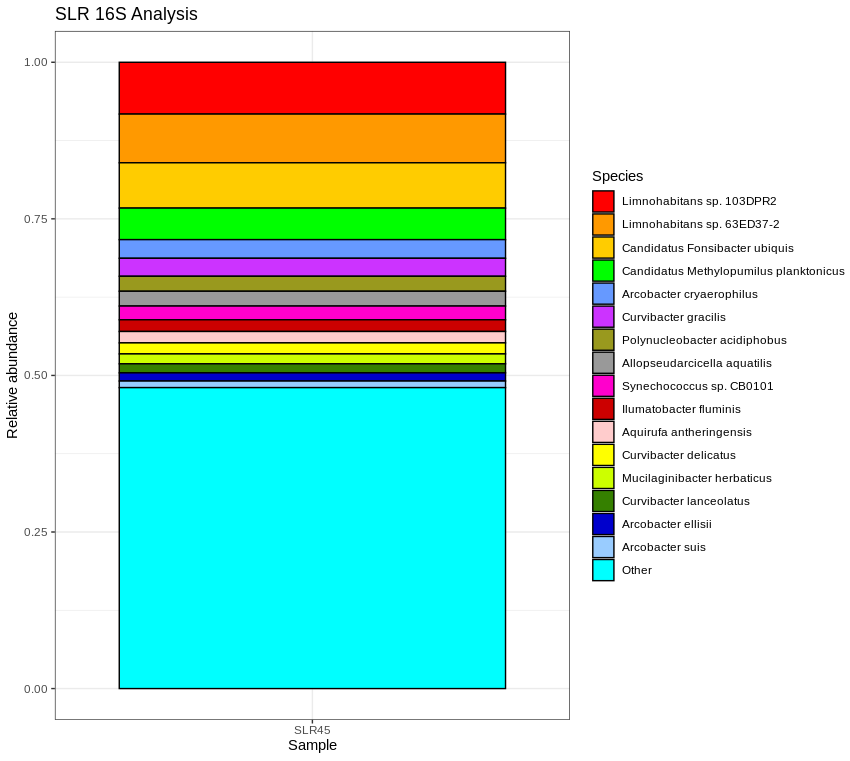 SLR 16S Analysis
Relative abundance
1.00
0.75
0.50
0.25
0.00
SLR45
Sample
Species
Limnohabitans sp. 103DPR2
Limnohabitans sp. 63ED37-2
Candidatus Fonsibacter ubiquis
Candidatus Methylopumilus planktonicus
Arcobacter cryaerophilus
Curvibacter gracilis
Polynucleobacter acidiphobus
Allopseudarcicella aquatilis
Synechococcus sp. CB0101
Ilumatobacter fluminis
Aquirufa antheringensis
Curvibacter delicatus
Mucilaginibacter herbaticus
Curvibacter lanceolatus
Arcobacter ellisii
Arcobacter suis
Other